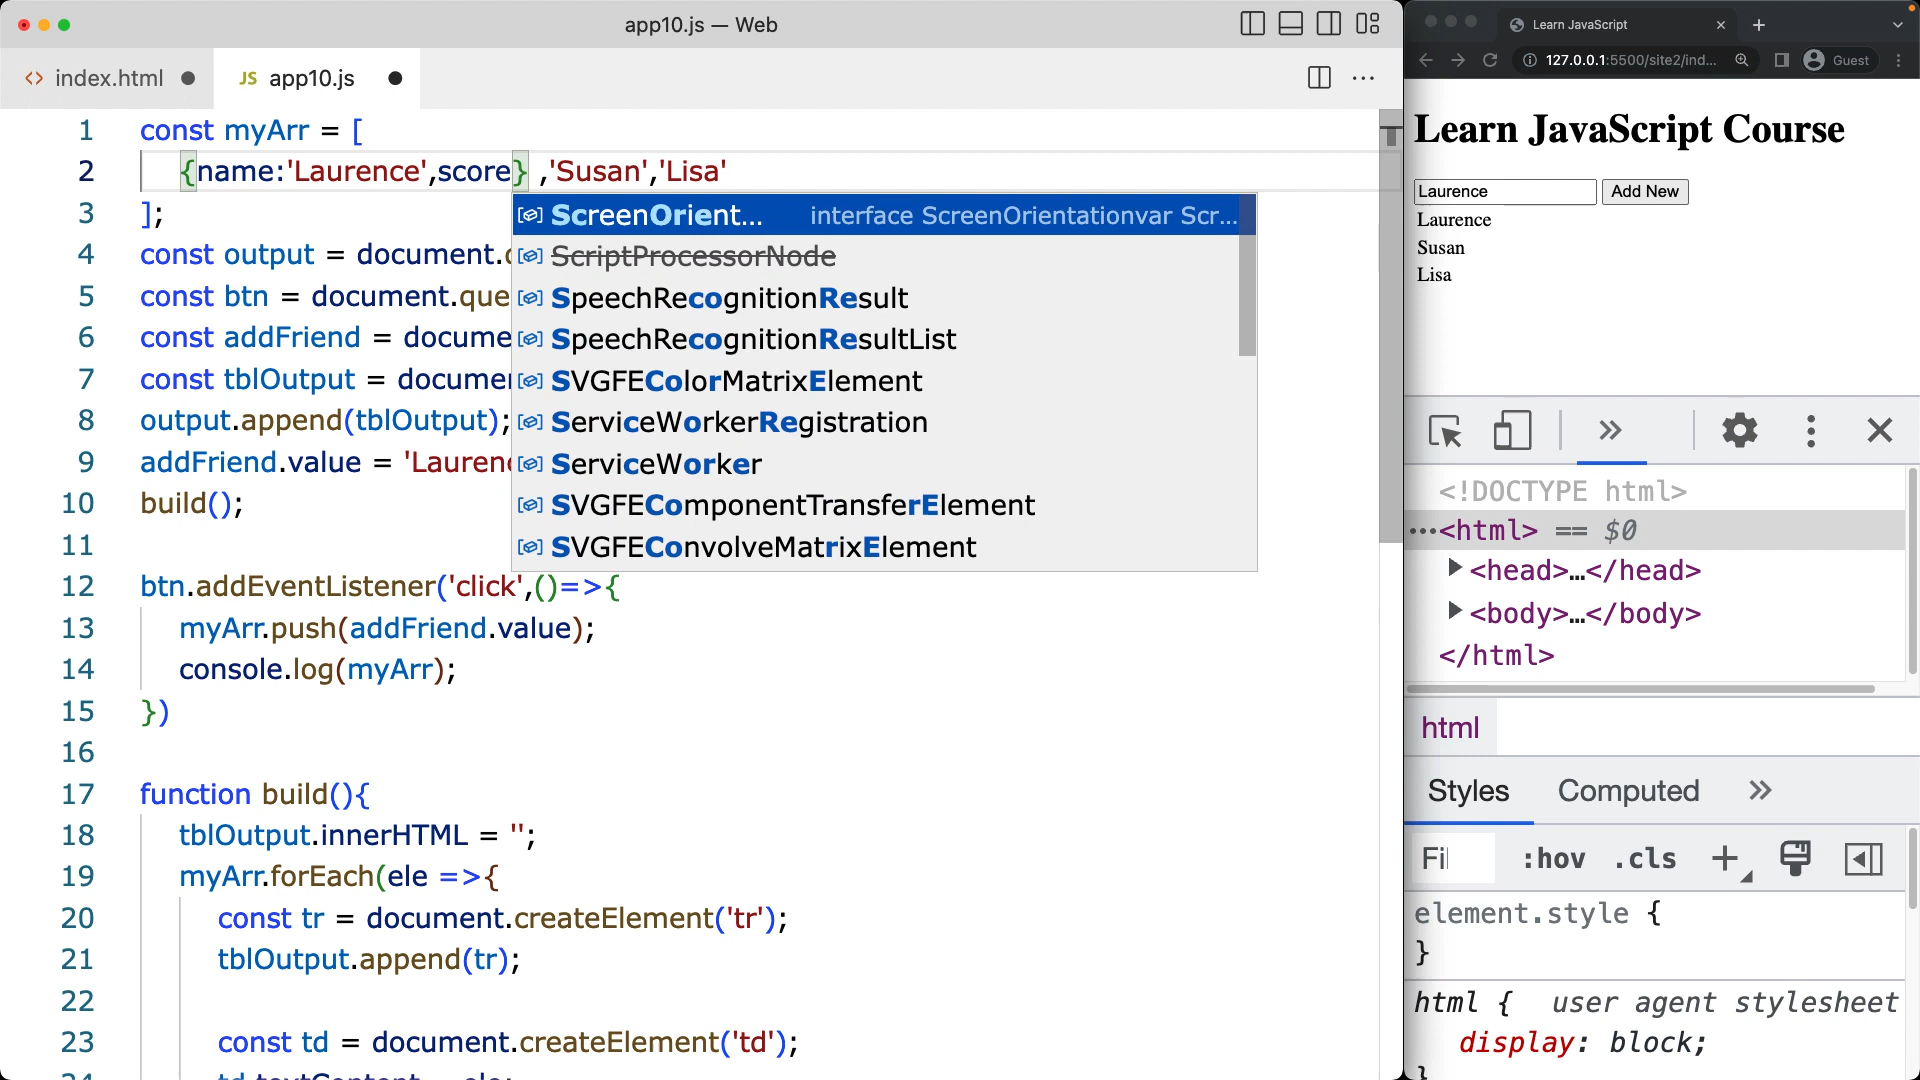 app10.js — Web
index.html
JS app10.js
1 const myArr = [
2 {name:'Laurence',score} ,'Susan','Lisa'
3 ];
4 const output = document.
5 const btn = document.que
6 const addFriend = docume
7 const tblOutput = documen
8 output.append(tblOutput);
9 addFriend.value = 'Lauren
10 build();
11
12 btn.addEventListener('click',()=>{
13 myArr.push(addFriend.value);
14 console.log(myArr);
15 })
16
17 function build(){
18 tblOutput.innerHTML = '';
19 myArr.forEach(ele =>{
20 const tr = document.createElement('tr');
21 tblOutput.append(tr);
22
23 const td = document.createElement('td');
ScreenOrient... interface ScreenOrientationvar Scr...
ScriptProcessorNode
SpeechRecognitionResult
SpeechRecognitionResultList
SVGFEColorMatrixElement
ServiceWorkerRegistration
ServiceWorker
SVGFEComponentTransferElement
SVGFEConvolveMatrixElement
Learn JavaScript
127.0.0.1:5500/site2/ind... Guest
Learn JavaScript Course
Laurence Add New
Laurence
Susan
Lisa
<!DOCTYPE html>
<html> == $0
<head>…</head>
<body>…</body>
</html>
html
Styles Computed
Fil :hov .cls
element.style {
}
html { user agent stylesheet
display: block;
}